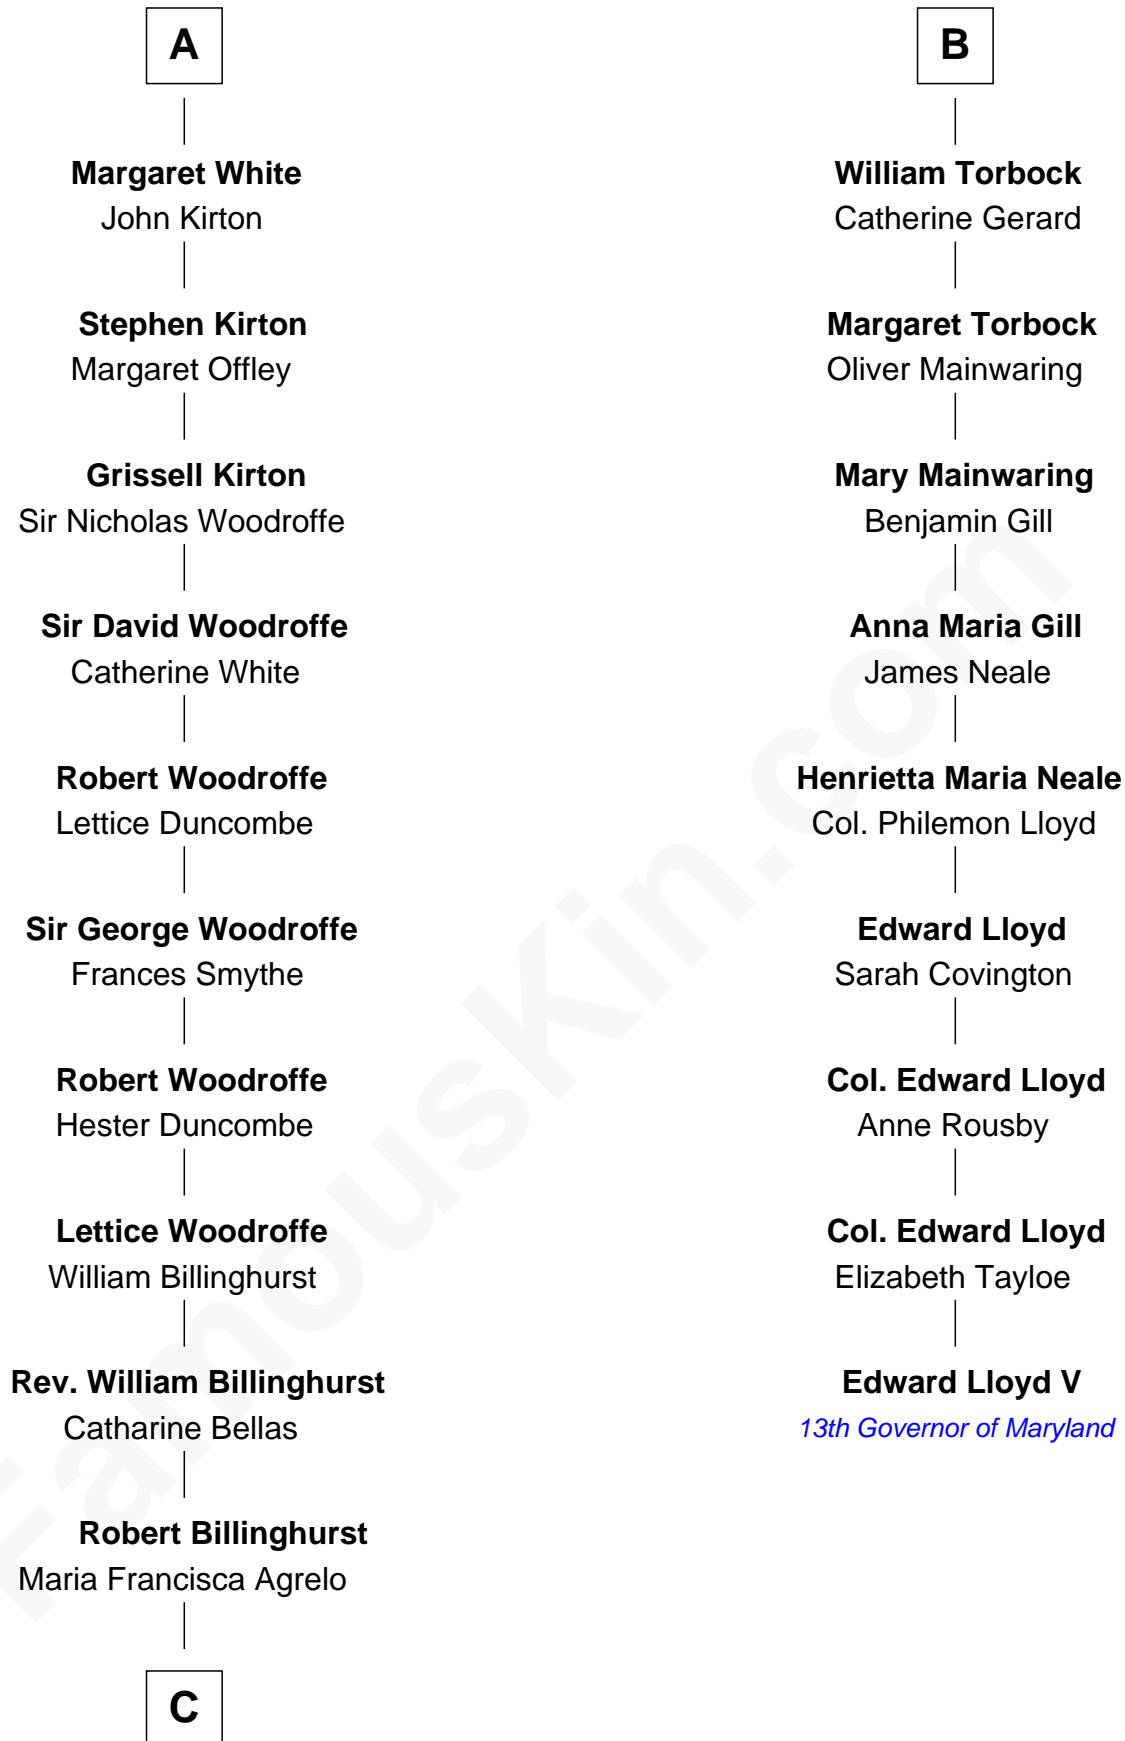 A
Margaret White
John Kirton
Stephen Kirton
Margaret Offley
Grissell Kirton
Sir Nicholas Woodroffe
Sir David Woodroffe
Catherine White
Robert Woodroffe
Lettice Duncombe
Sir George Woodroffe
Frances Smythe
Robert Woodroffe
Hester Duncombe
Lettice Woodroffe
William Billinghurst
Rev. William Billinghurst
Catharine Bellas
Robert Billinghurst
Maria Francisca Agrelo
C
B
William Torbock
Catherine Gerard
Margaret Torbock
Oliver Mainwaring
Mary Mainwaring
Benjamin Gill
Anna Maria Gill
James Neale
Henrietta Maria Neale
Col. Philemon Lloyd
Edward Lloyd
Sarah Covington
Col. Edward Lloyd
Anne Rousby
Col. Edward Lloyd
Elizabeth Tayloe
Edward Lloyd V
13th Governor of Maryland
FamousKin.com